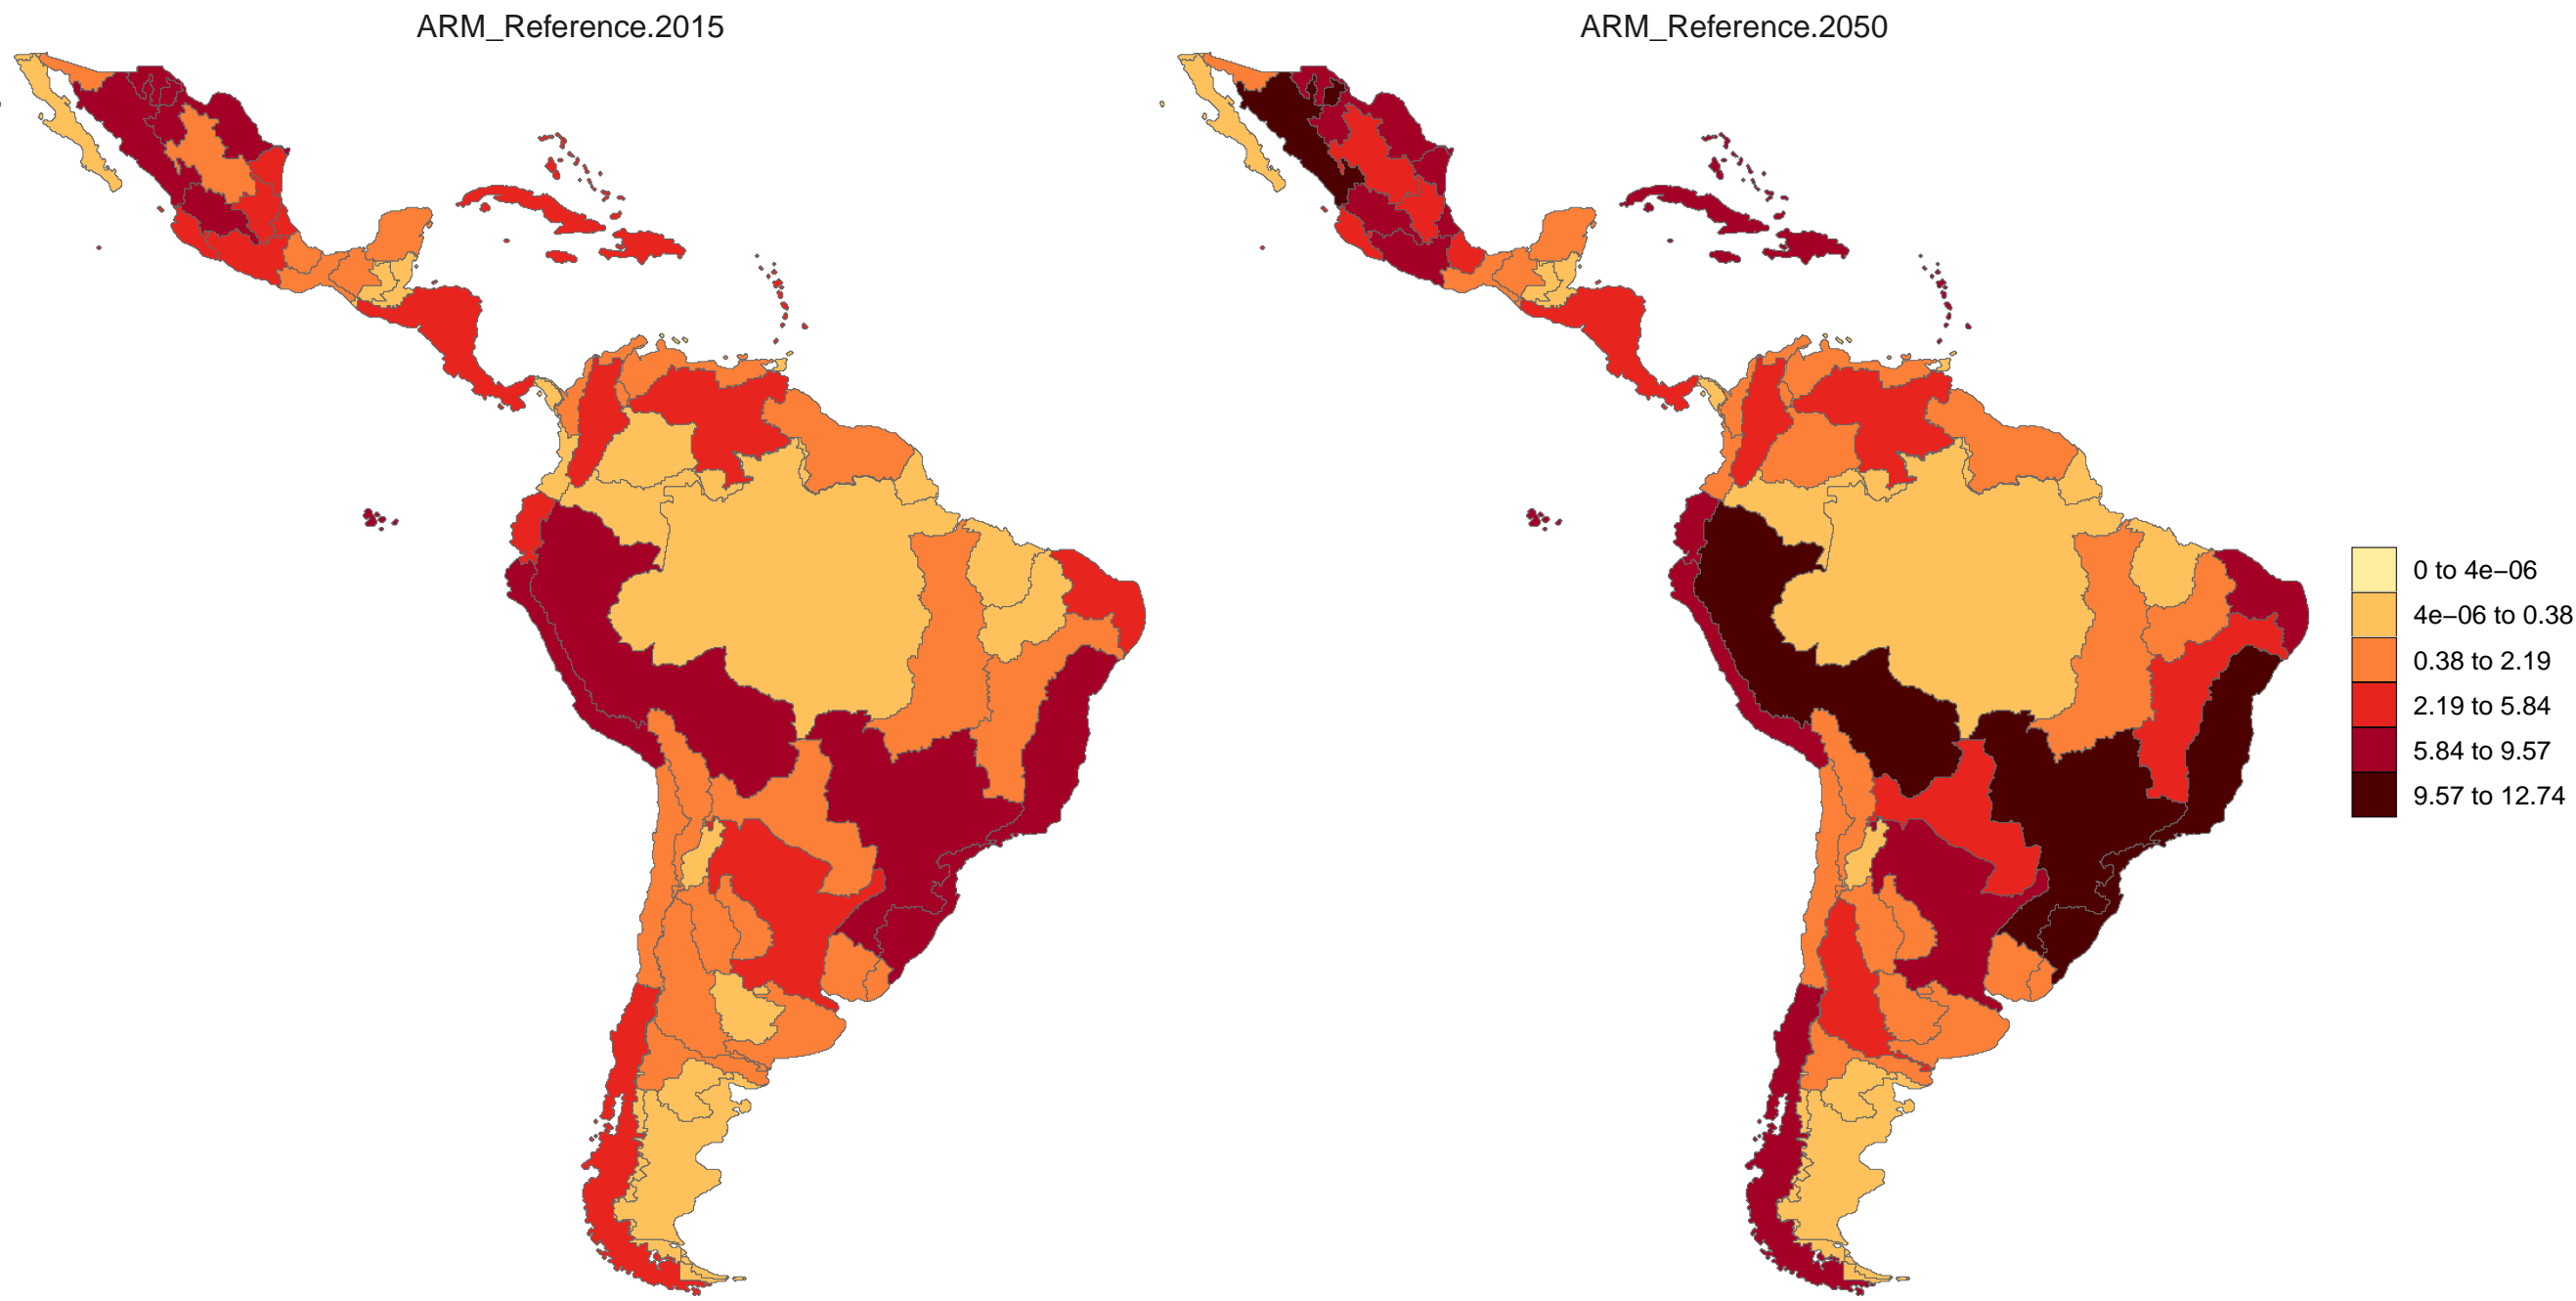 ARM_Reference.2015
ARM_Reference.2050
0 to 4e−06
4e−06 to 0.38
0.38 to 2.19
2.19 to 5.84
5.84 to 9.57
9.57 to 12.74